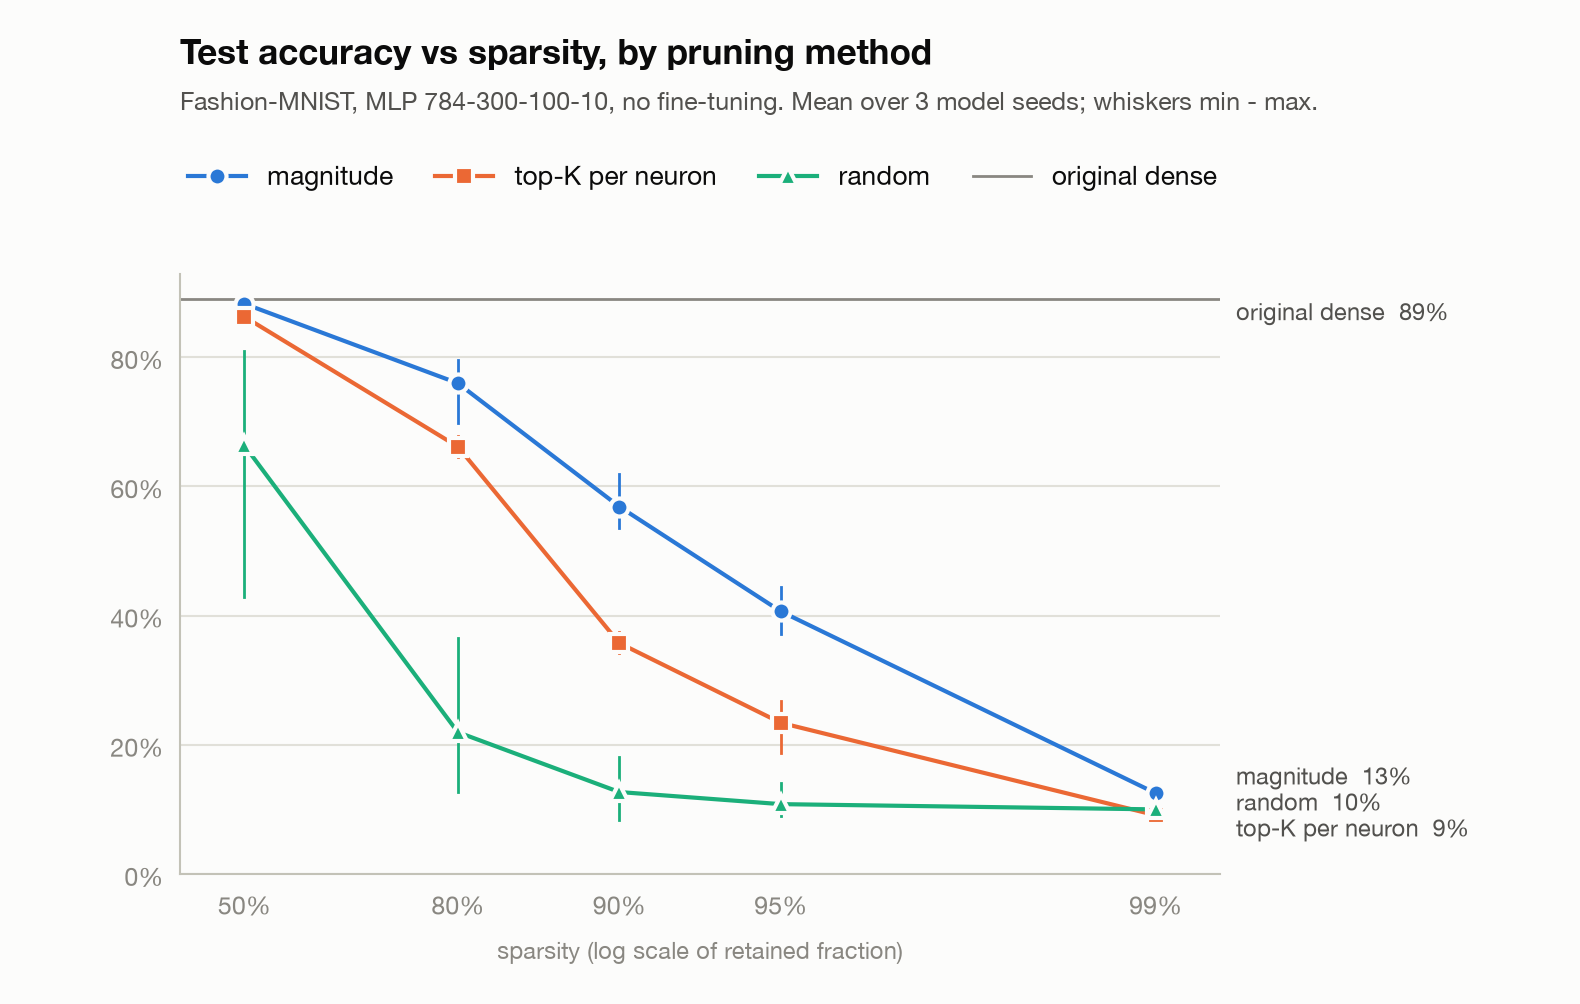 Test accuracy vs sparsity, by pruning method
Fashion-MNIST, MLP 784-300-100-10, no fine-tuning. Mean over 3 model seeds; whiskers min - max.
magnitude top-K per neuron random original dense
original dense 89%
80%
60%
40%
20%
0%
magnitude 13%
random 10%
top-K per neuron 9%
50% 80% 90% 95% 99%
sparsity (log scale of retained fraction)